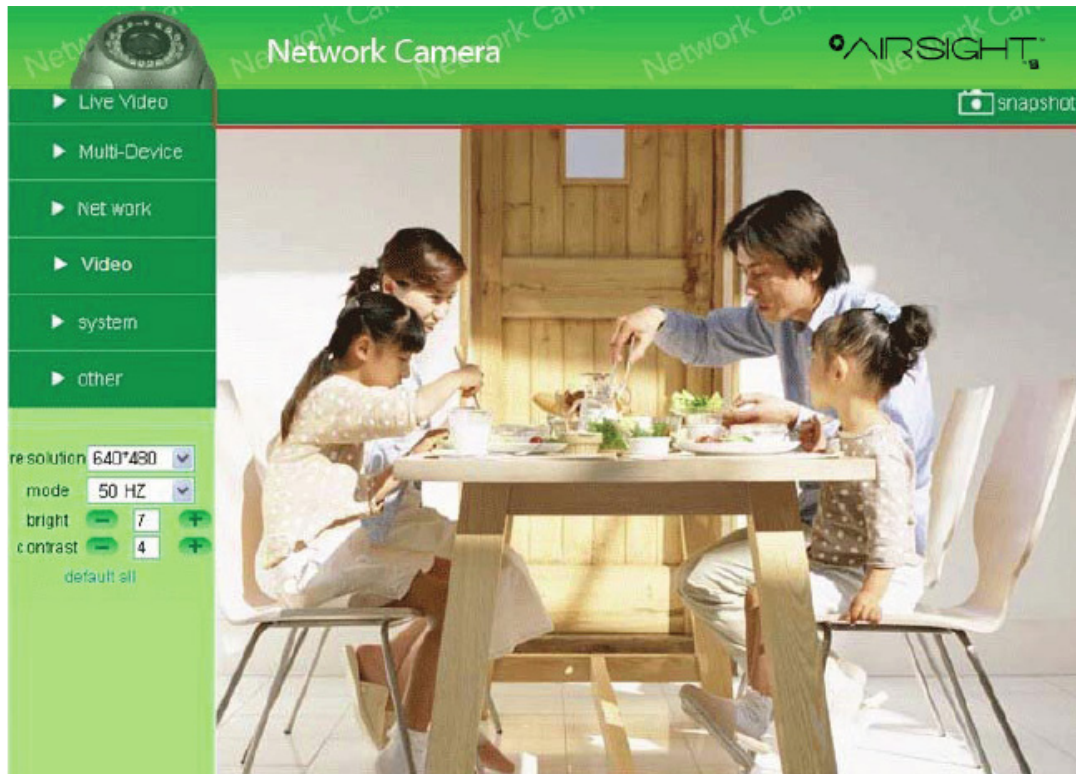 Network Camera
AIRSIGHT
Live Video
snapshot
Multi-Device
Net work
Video
system
other
resolution 640*480
mode 50 HZ
bright 7
contrast 4
default all